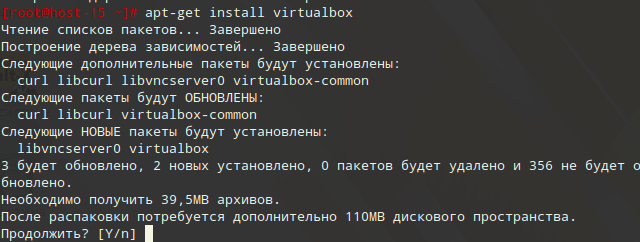 [root@host-15 ~]# apt-get install virtualbox
Чтение списков пакетов... Завершено
Построение дерева зависимостей... Завершено
Следующие дополнительные пакеты будут установлены:
curl libcurl libvncserver0 virtualbox-common
Следующие пакеты будут ОБНОВЛЕНЫ:
curl libcurl virtualbox-common
Следующие НОВЫЕ пакеты будут установлены:
libvncserver0 virtualbox
3 будет обновлено, 2 новых установлено, 0 пакетов будет удалено и 356 не будет о
бновлено.
Необходимо получить 39,5MB архивов.
После распаковки потребуется дополнительно 110MB дискового пространства.
Продолжить? [Y/n]